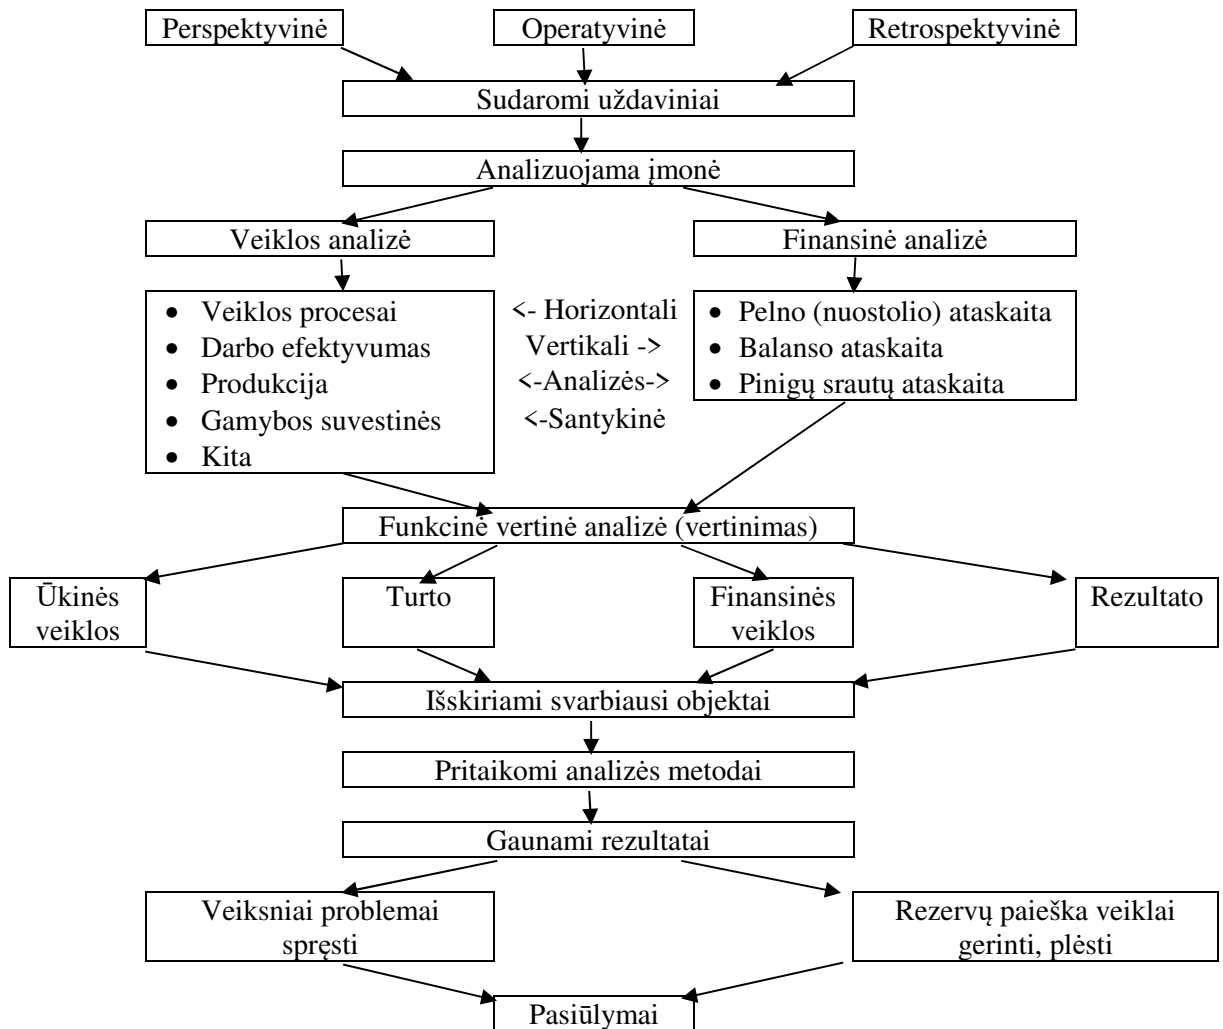 Perspektyvinė
Operatyvinė
Retrospektyvinė
Sudaromi uždaviniai
Analizuojama įmonė
Veiklos analizė
Finansinė analizė
• Veiklos procesai
• Darbo efektyvumas
• Produkcija
• Gamybos suvestinės
• Kita
<- Horizontali
Vertikali ->
<-Analizės->
<-Santykinė
• Pelno (nuostolio) ataskaita
• Balanso ataskaita
• Pinigų srautų ataskaita
Funkcinė vertinė analizė (vertinimas)
Ūkinės
veiklos
Turto
Finansinės
veiklos
Rezultato
Išskiriami svarbiausi objektai
Pritaikomi analizės metodai
Gaunami rezultatai
Veiksniai problemai
spręsti
Rezervų paieška veiklai
gerinti, plėsti
Pasiūlymai